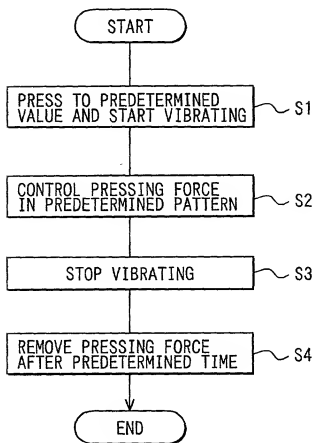 START
PRESS TO PREDETERMINED
VALUE AND START VIBRATING
S1
CONTROL PRESSING FORCE
IN PREDETERMINED PATTERN
S2
STOP VIBRATING
S3
REMOVE PRESSING FORCE
AFTER PREDETERMINED TIME
S4
END